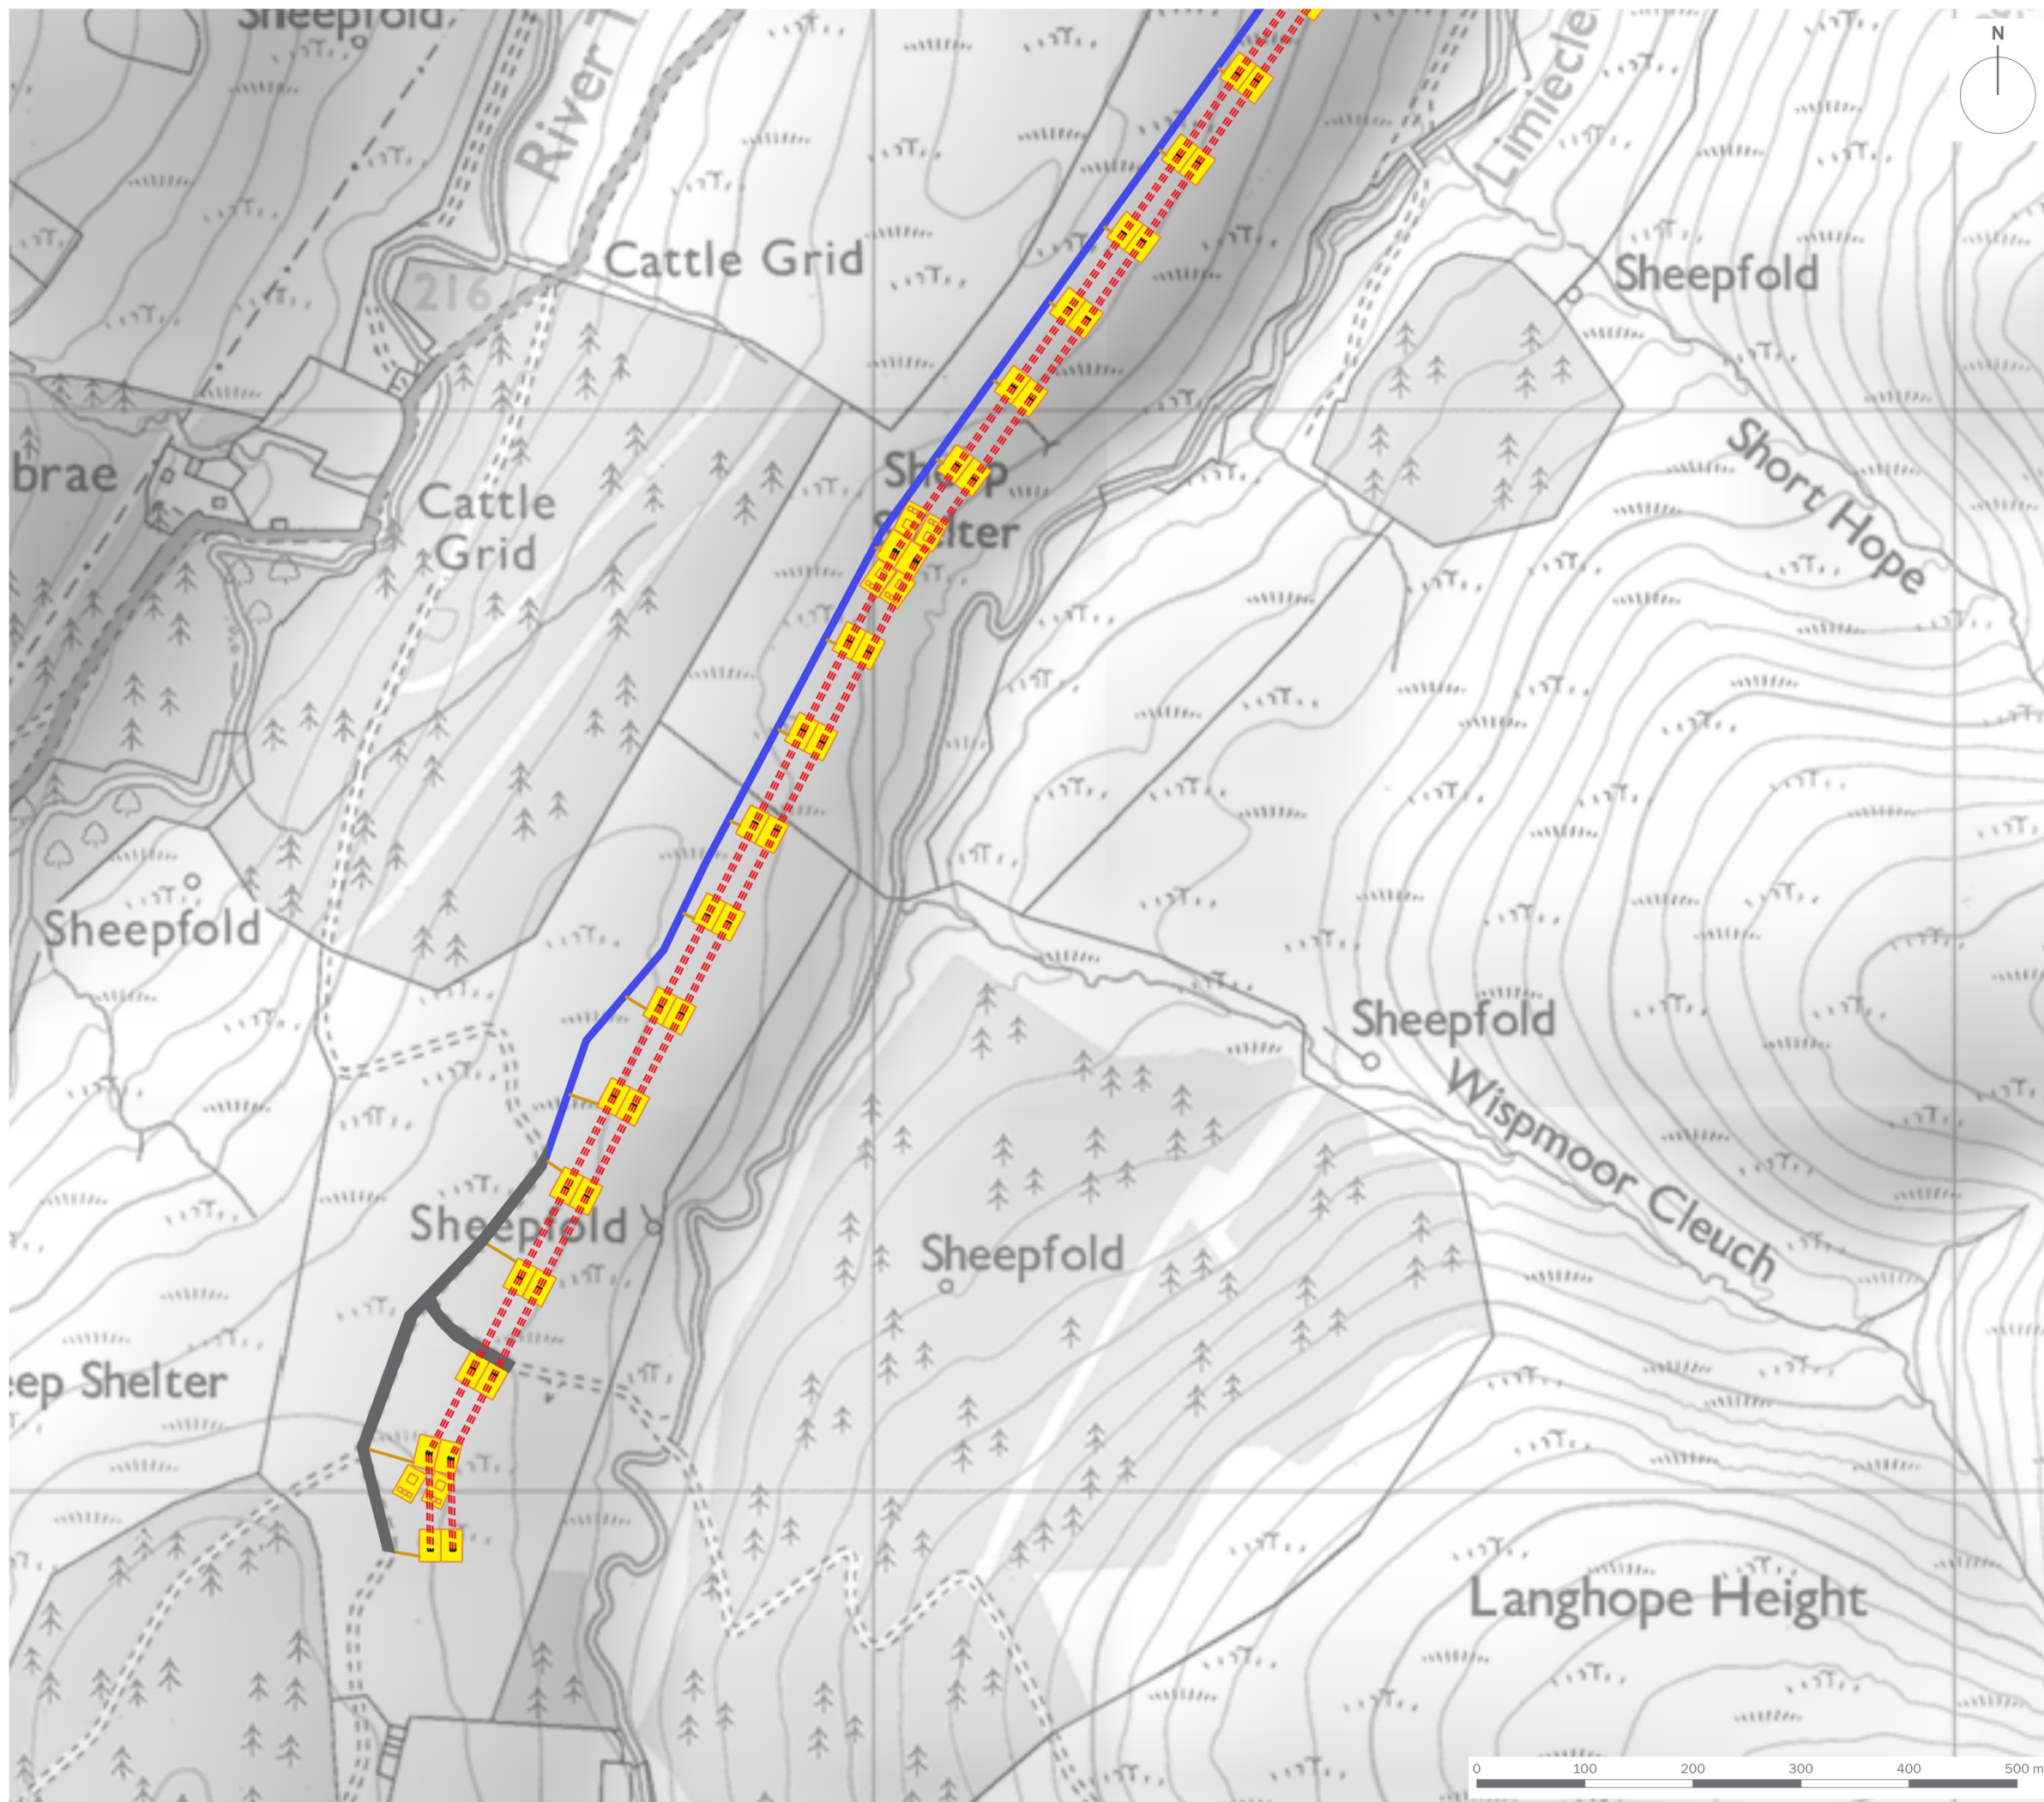 Sheepfold
River T
Limiecle
N
Cattle Grid
216
Sheepfold
brae
Cattle
Grid
Shelter
Short Hope
Sheepfold
Sheepfold
Wispmoor Cleuch
Sheepfold
Sheepfold
eep Shelter
Langhope Height
0 100 200 300 400 500 m